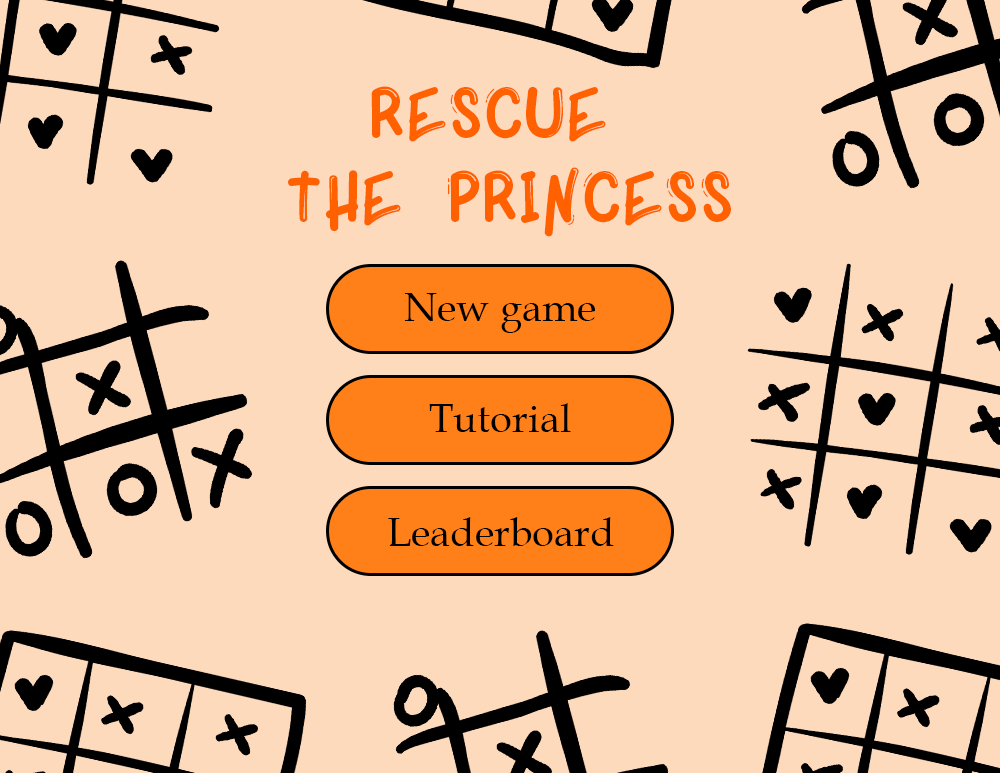 RESCUE
THE PRINCESS
New game
Tutorial
Leaderboard